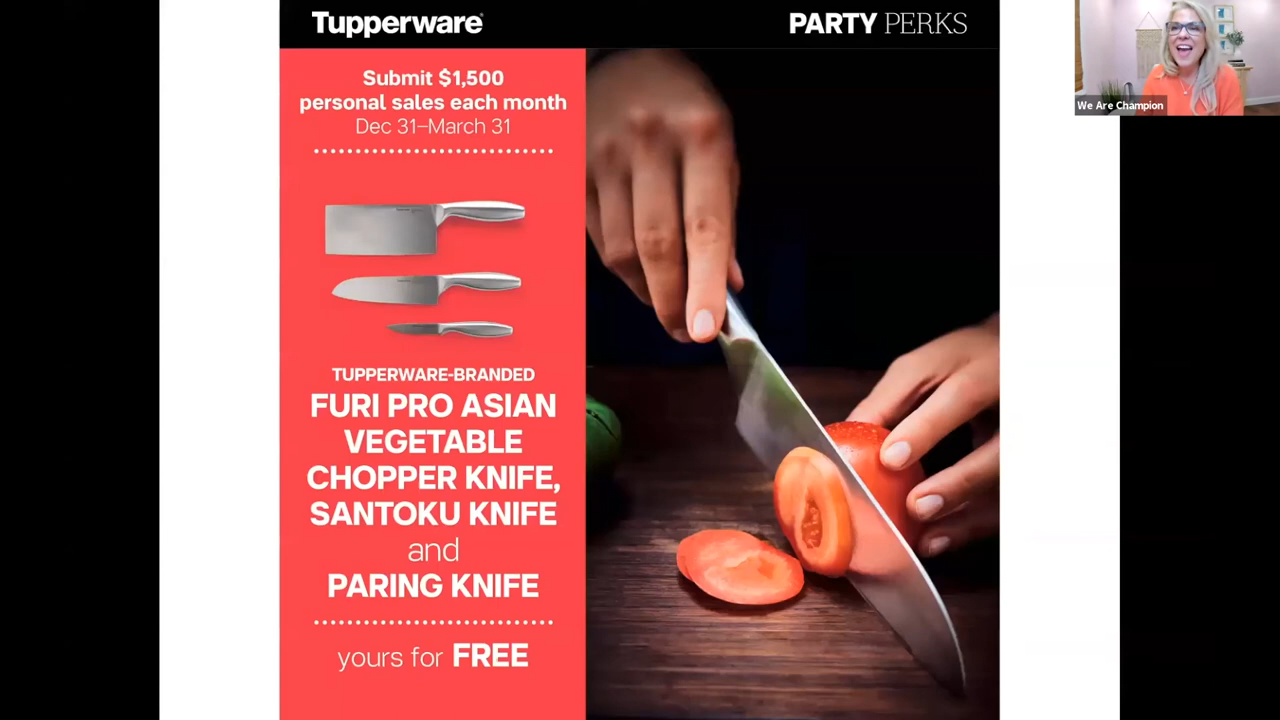 Tupperware®
PARTY PERKS
Submit $1,500
personal sales each month
Dec 31–March 31
TUPPERWARE-BRANDED
FURI PRO ASIAN
VEGETABLE
CHOPPER KNIFE,
SANTOKU KNIFE
and
PARING KNIFE
yours for FREE
We Are Champion